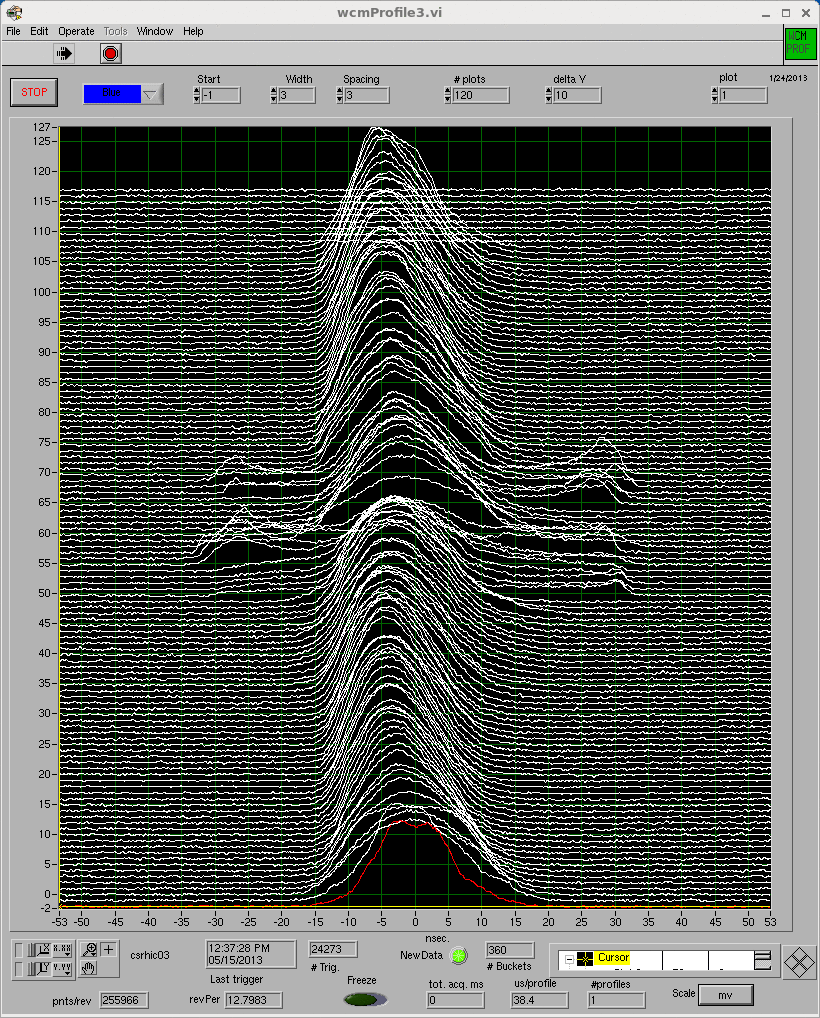 wcmProfile3.vi
File Edit Operate Tools Window Help
WCM
PROF
Start Width Spacing # plots delta Y plot 1/24/2013
STOP Blue -1 3 3 120 10 1
127
125
120
115
110
105
100
95
90
85
80
75
70
65
60
55
50
45
40
35
30
25
20
15
10
5
0
-2
-53 -50 -45 -40 -35 -30 -25 -20 -15 -10 -5 0 5 10 15 20 25 30 35 40 45 50 53
nsec.
X X.XX
Y Y.YY
csrhic03
12:37:28 PM
05/15/2013
Last trigger
24273
# Trig.
NewData
360
# Buckets
Cursor
pnts/rev 255966
revPer 12.7983
Freeze
tot. acq. ms
0
us/profile
38.4
#profiles
1
Scale mv